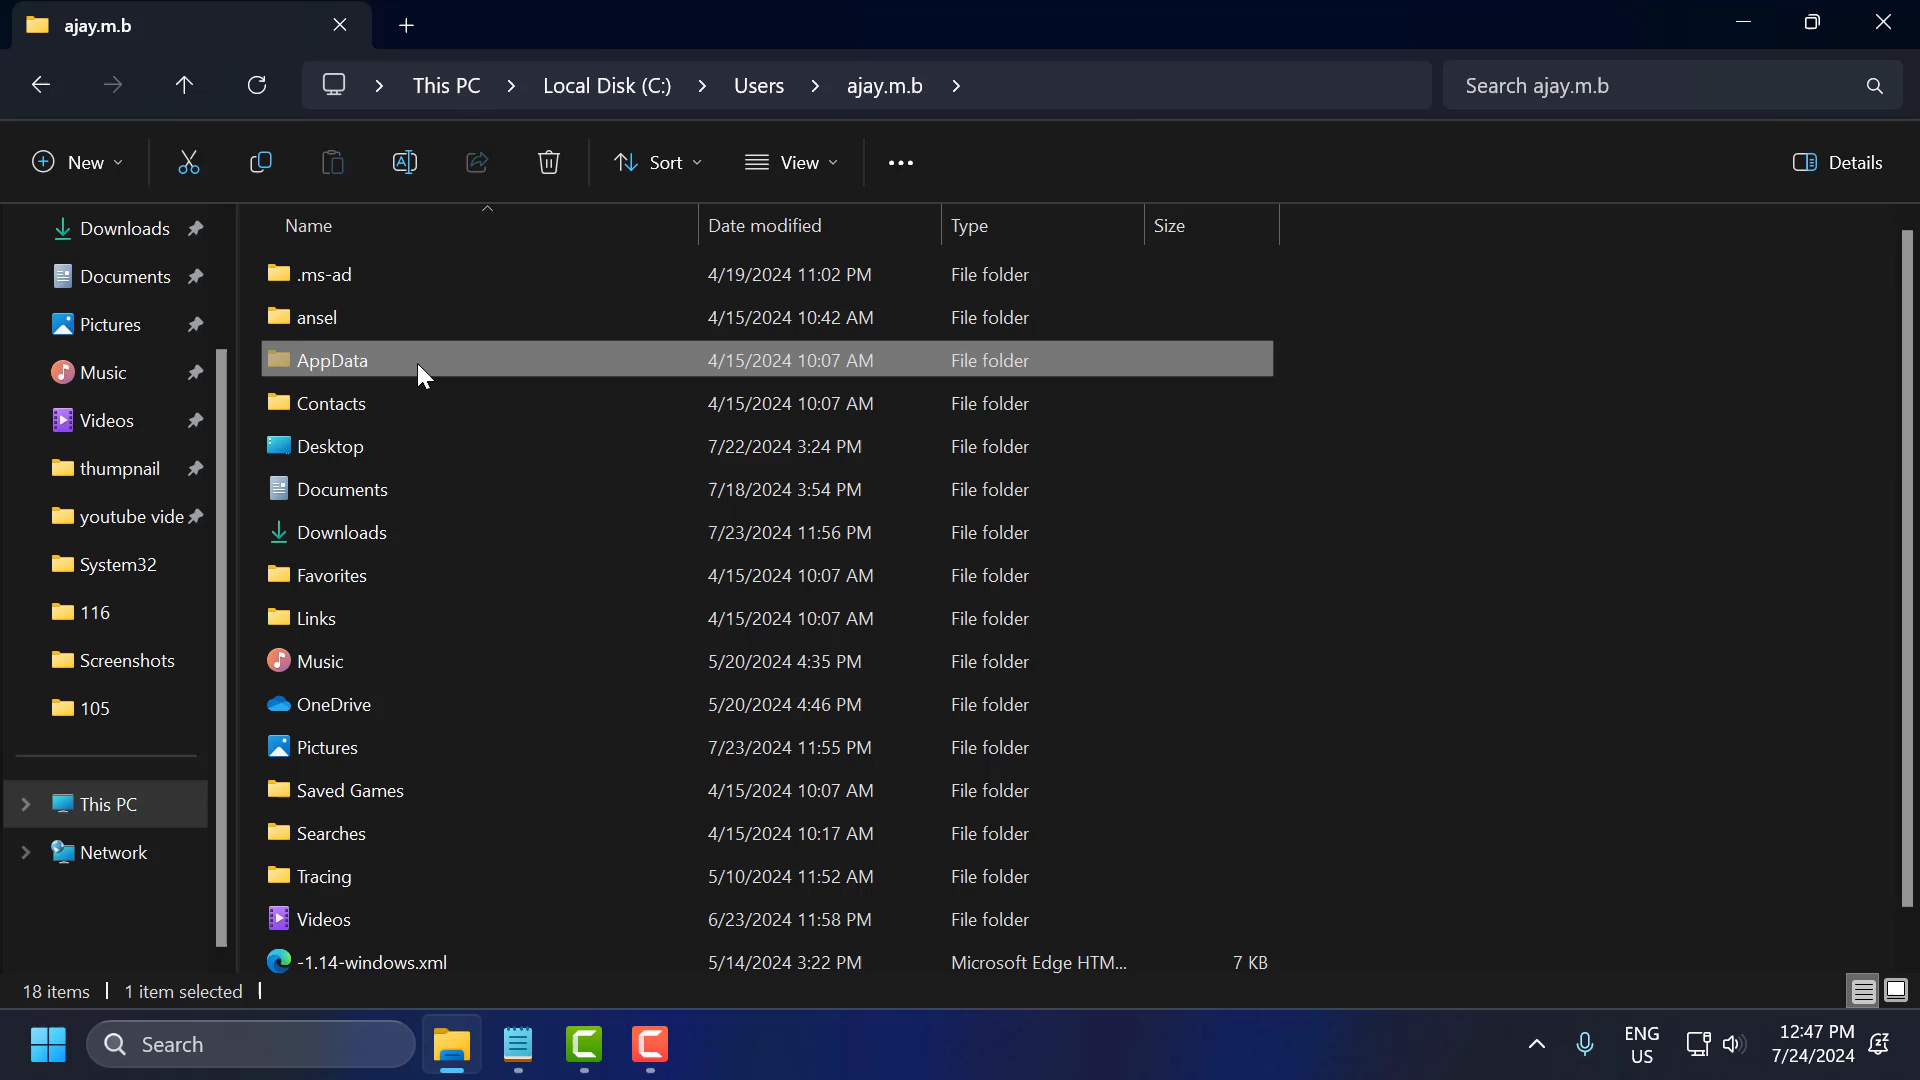 ajay.m.b
This PC > Local Disk (C:) > Users > ajay.m.b >
Search ajay.m.b
New
Sort
View
Details
Downloads
Documents
Pictures
Music
Videos
thumpnail
youtube vide
System32
116
Screenshots
105
This PC
Network
Name Date modified Type Size
.ms-ad 4/19/2024 11:02 PM File folder
ansel 4/15/2024 10:42 AM File folder
AppData 4/15/2024 10:07 AM File folder
Contacts 4/15/2024 10:07 AM File folder
Desktop 7/22/2024 3:24 PM File folder
Documents 7/18/2024 3:54 PM File folder
Downloads 7/23/2024 11:56 PM File folder
Favorites 4/15/2024 10:07 AM File folder
Links 4/15/2024 10:07 AM File folder
Music 5/20/2024 4:35 PM File folder
OneDrive 5/20/2024 4:46 PM File folder
Pictures 7/23/2024 11:55 PM File folder
Saved Games 4/15/2024 10:07 AM File folder
Searches 4/15/2024 10:17 AM File folder
Tracing 5/10/2024 11:52 AM File folder
Videos 6/23/2024 11:58 PM File folder
-1.14-windows.xml 5/14/2024 3:22 PM Microsoft Edge HTM... 7 KB
18 items | 1 item selected |
Search
ENG
US
12:47 PM
7/24/2024